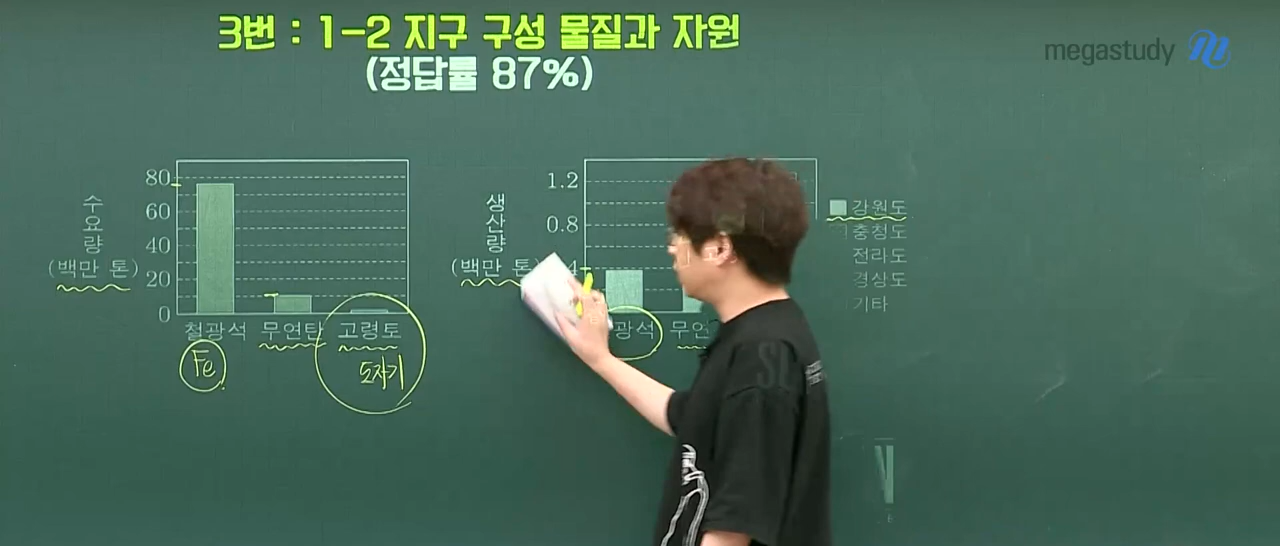 3번 : 1-2 지구 구성 물질과 자원
(정답률 87%)
megastudy
수요량
(백만 톤)
80
60
40
20
0
철광석 무연탄 고령토
Fe
도자기
생산량
(백만 톤)
1.2
0.8
광석
강원도
충청도
전라도
경상도
기타